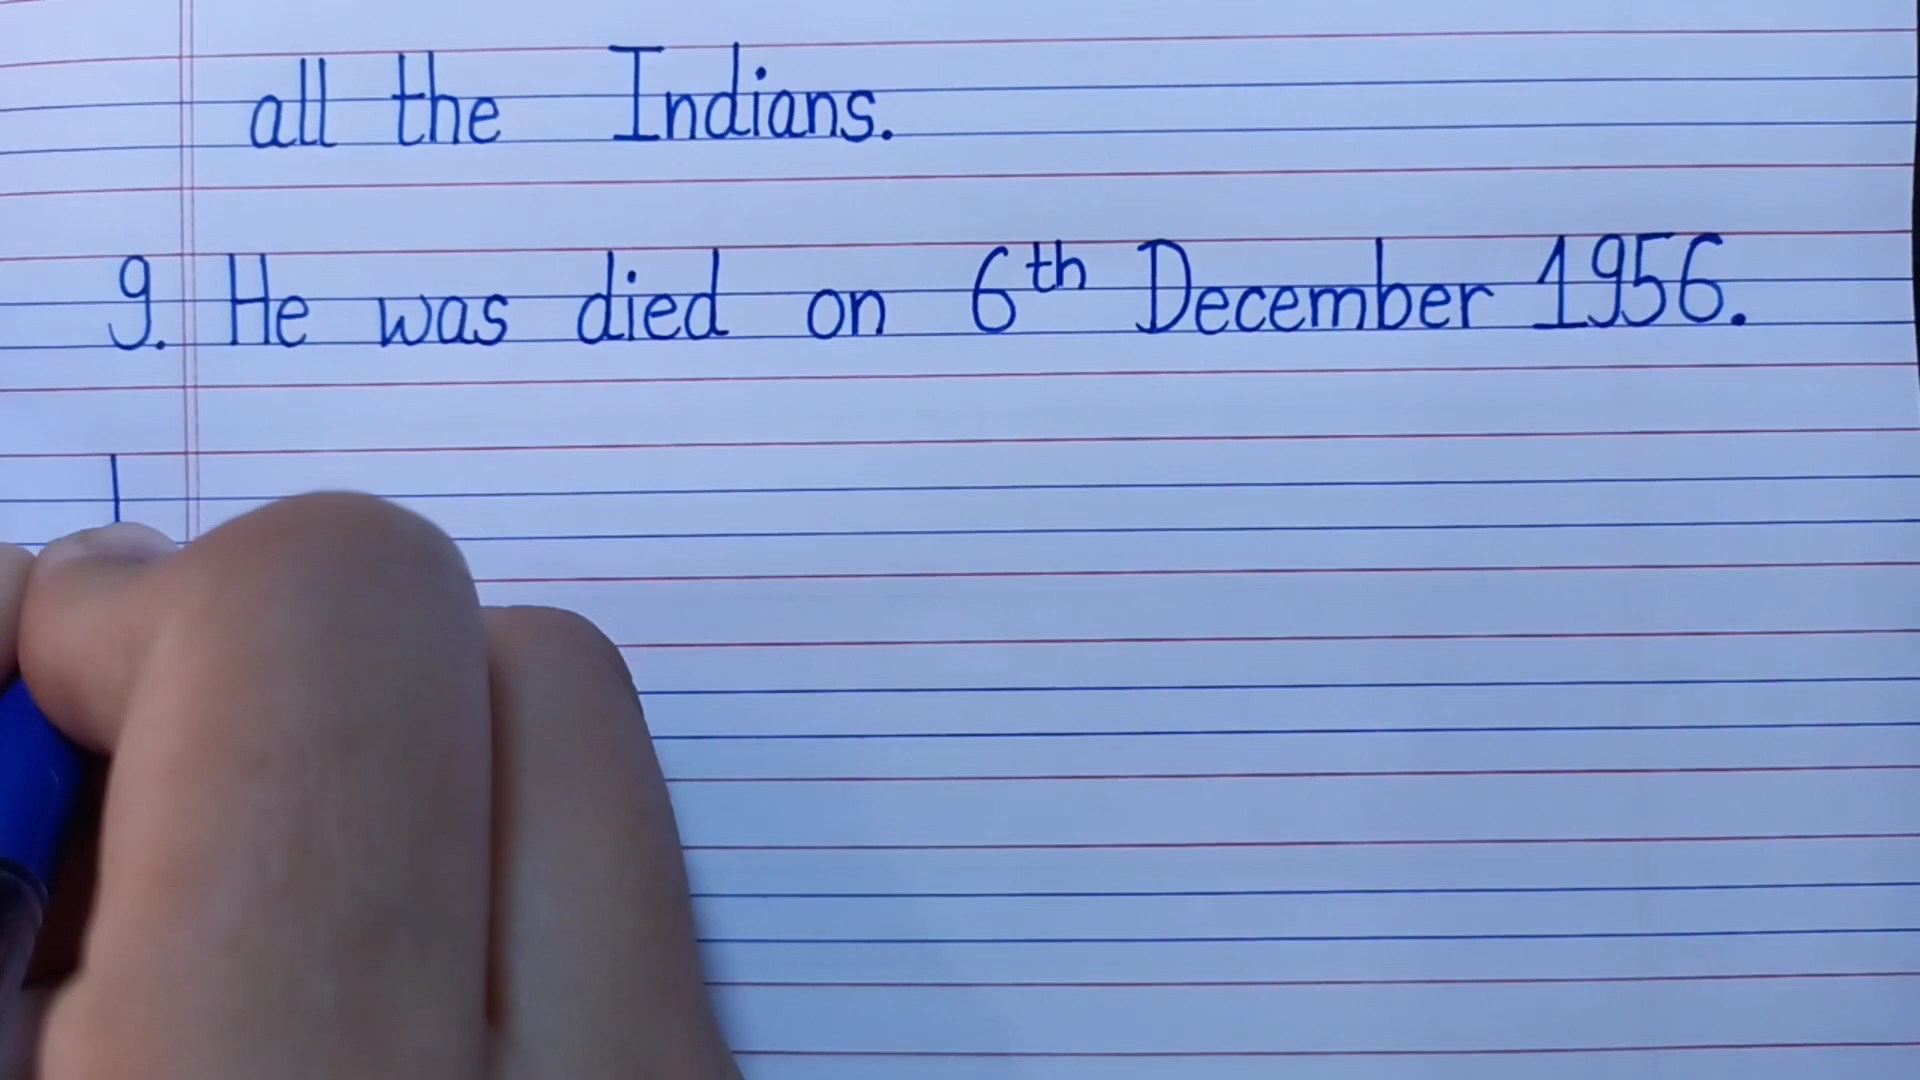 all the Indians.
9. He was died on 6th December 1956.